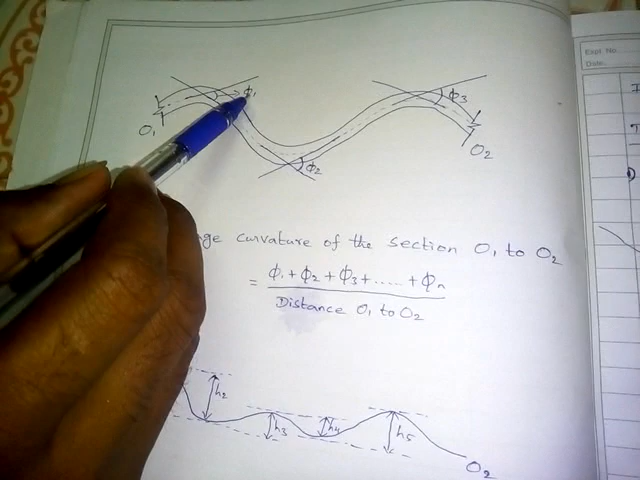 ϕ₁
ϕ₃
O₁
O₂
ϕ₂
curvature of the section O₁ to O₂
= ϕ₁ + ϕ₂ + ϕ₃ + ..... + ϕₙ
Distance O₁ to O₂
h₂
h₃
h₄
h₅
O₂
Expt No.
Date